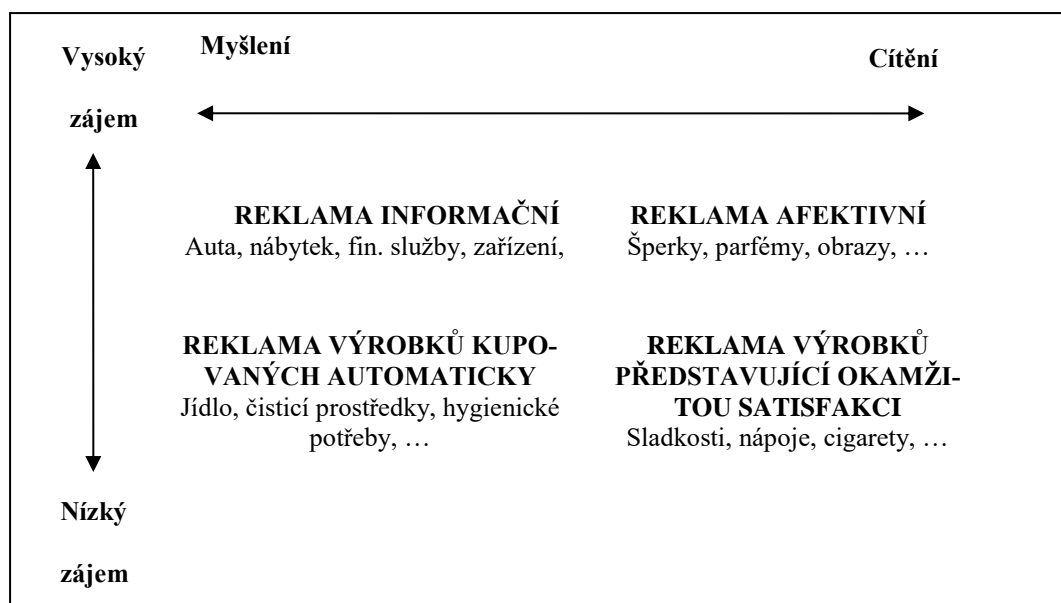 Vysoký
zájem
Myšlení
Cítění
REKLAMA INFORMAČNÍ
Auta, nábytek, fin. služby, zařízení,
REKLAMA AFEKTIVNÍ
Šperky, parfémy, obrazy, …
REKLAMA VÝROBKŮ KUPO-
VANÝCH AUTOMATICKY
Jídlo, čisticí prostředky, hygienické
potřeby, …
REKLAMA VÝROBKŮ
PŘEDSTAVUJÍCÍ OKAMŽI-
TOU SATISFAKCI
Sladkosti, nápoje, cigarety, …
Nízký
zájem